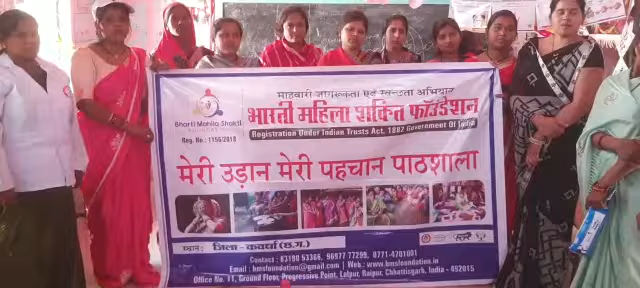 माहवारी जागरूकता एवं स्वच्छता अभियान
Bharti Mahila Shakti
भारती महिला शक्ति फॉउंडेशन
Reg. No.: 1156/2018
Registration Under Indian Trusts Act, 1882 Government Of India
मेरी उड़ान मेरी पहचान पाठशाला
स्थान : जिला - कवर्धा (छ.ग.)
Contact : 83190 53366, 96977 77299, 0771-4701001
Email : bmsfoundation@gmail.com | Web : www.bmsfoundation.in
Office No. 11, Ground Floor, Progressive Point, Lalpur, Raipur, Chhattisgarh, India - 492015